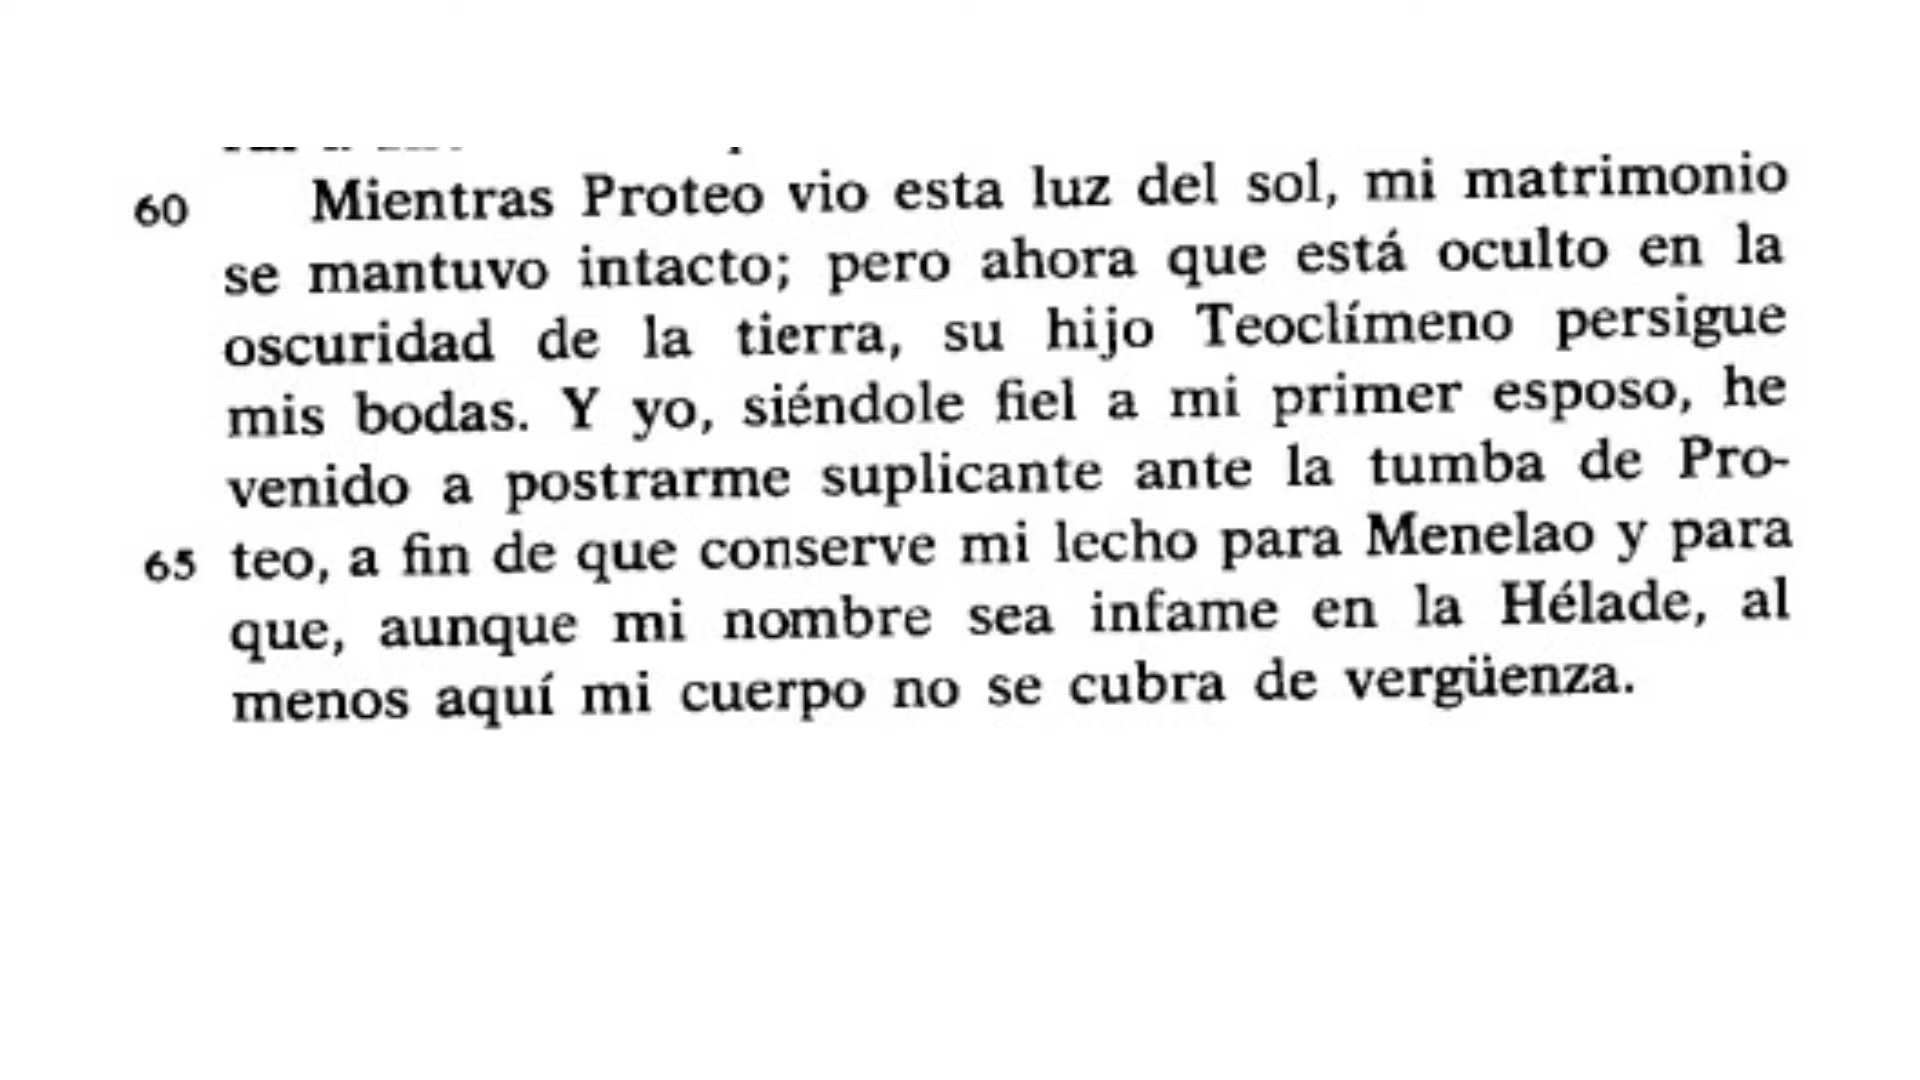 60 Mientras Proteo vio esta luz del sol, mi matrimonio
se mantuvo intacto; pero ahora que está oculto en la
oscuridad de la tierra, su hijo Teoclímeno persigue
mis bodas. Y yo, siéndole fiel a mi primer esposo, he
venido a postrarme suplicante ante la tumba de Pro-
65 teo, a fin de que conserve mi lecho para Menelao y para
que, aunque mi nombre sea infame en la Hélade, al
menos aquí mi cuerpo no se cubra de vergüenza.